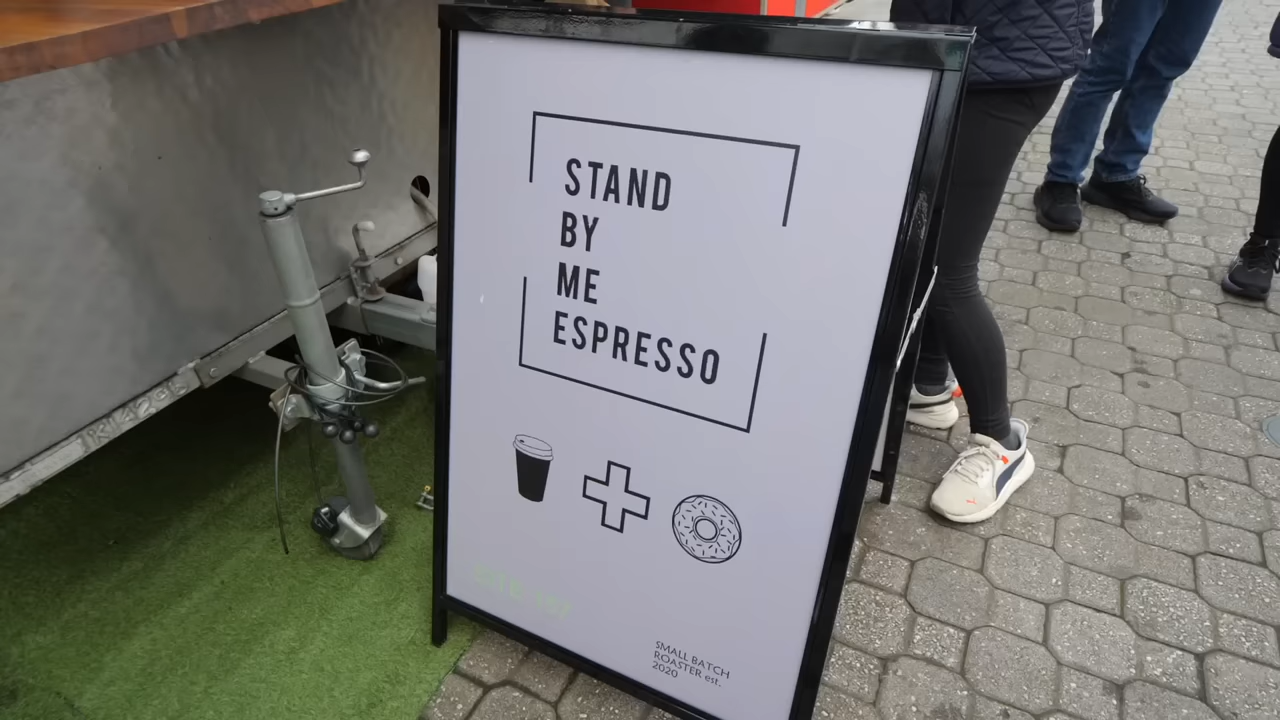 STAND
BY
ME
ESPRESSO
SMALL BATCH
ROASTER est.
2020